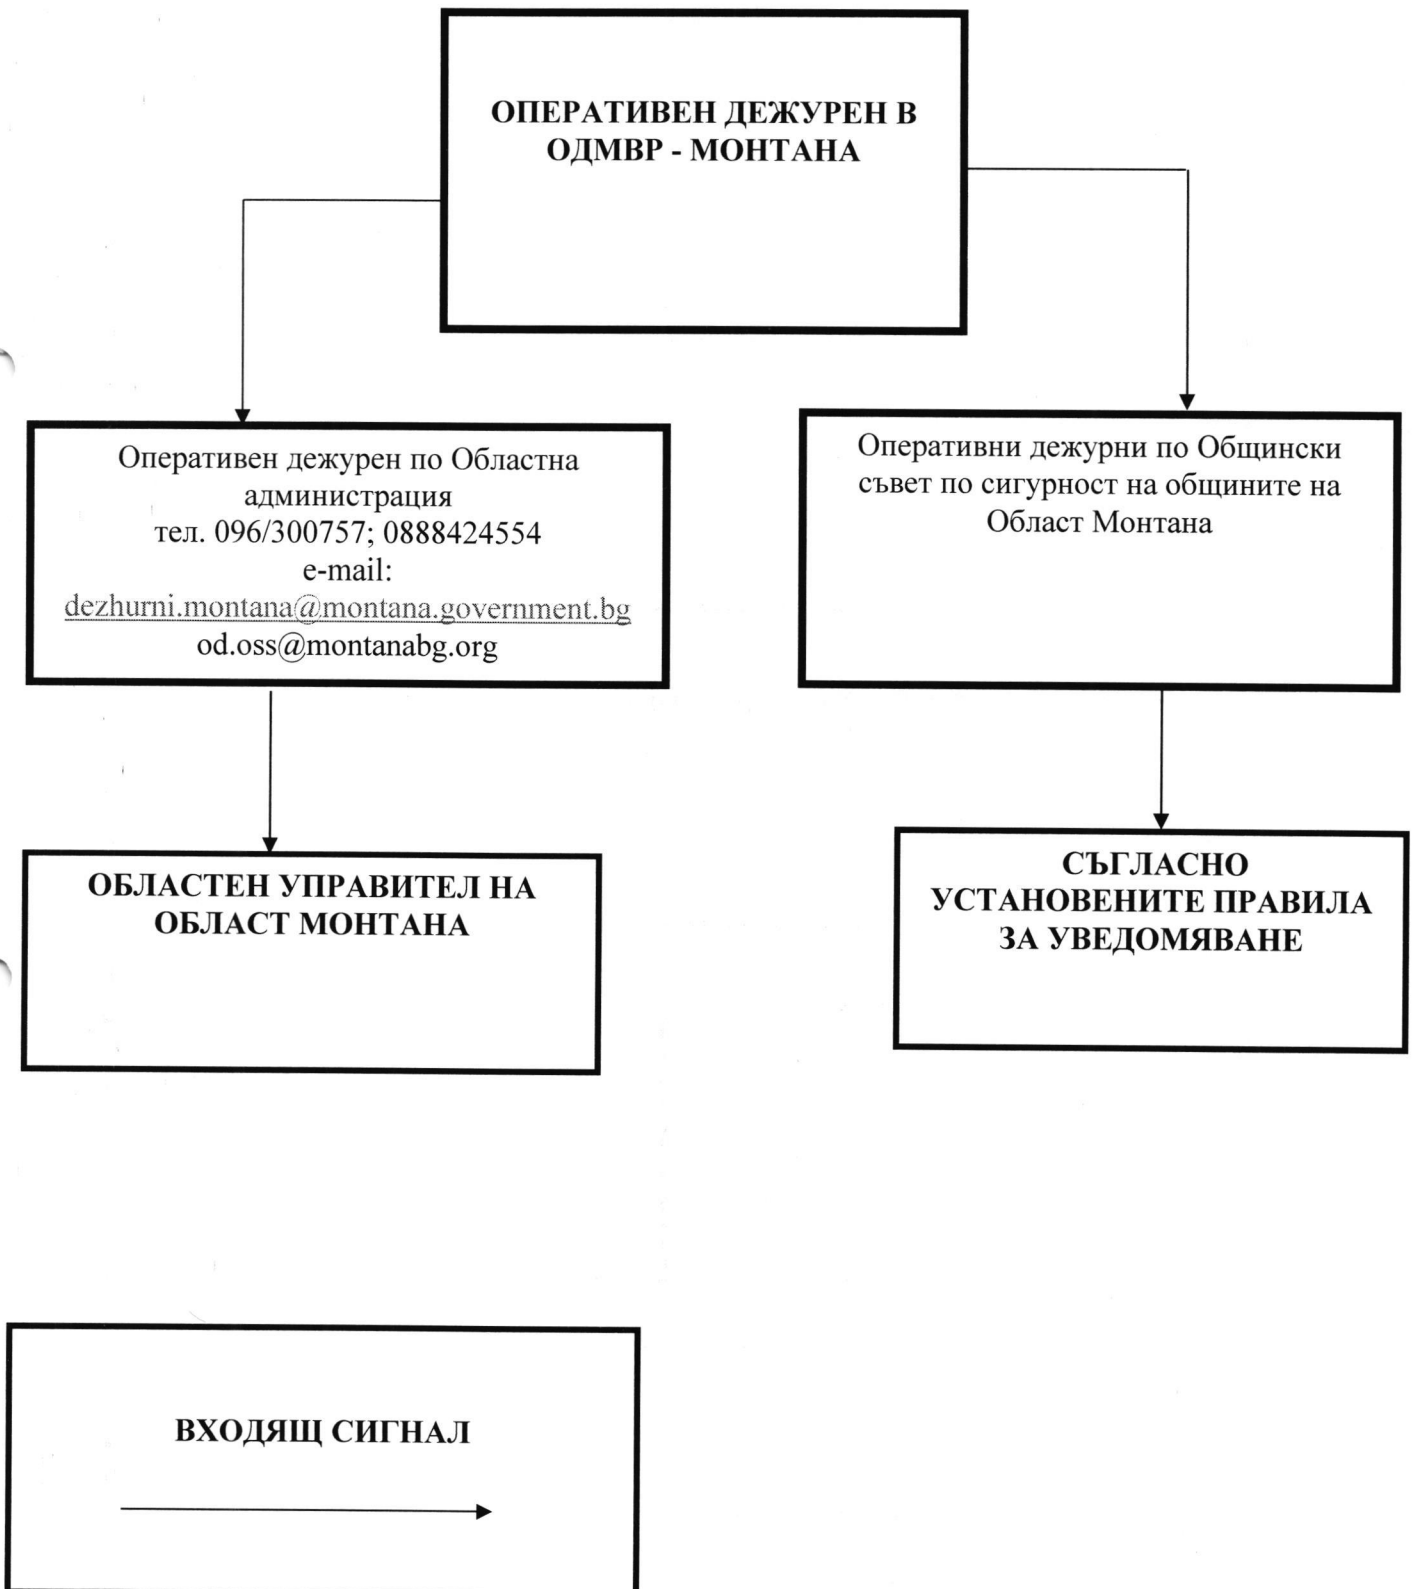 ОПЕРАТИВЕН ДЕЖУРЕН В
ОДМВР - МОНТАНА
Оперативен дежурен по Областна
администрация
тел. 096/300757; 0888424554
e-mail:
dezhurni.montana@montana.government.bg
od.oss@montanabg.org
Оперативни дежурни по Общински
съвет по сигурност на общините на
Област Монтана
ОБЛАСТЕН УПРАВИТЕЛ НА
ОБЛАСТ МОНТАНА
СЪГЛАСНО
УСТАНОВЕНИТЕ ПРАВИЛА
ЗА УВЕДОМЯВАНЕ
ВХОДЯЩ СИГНАЛ